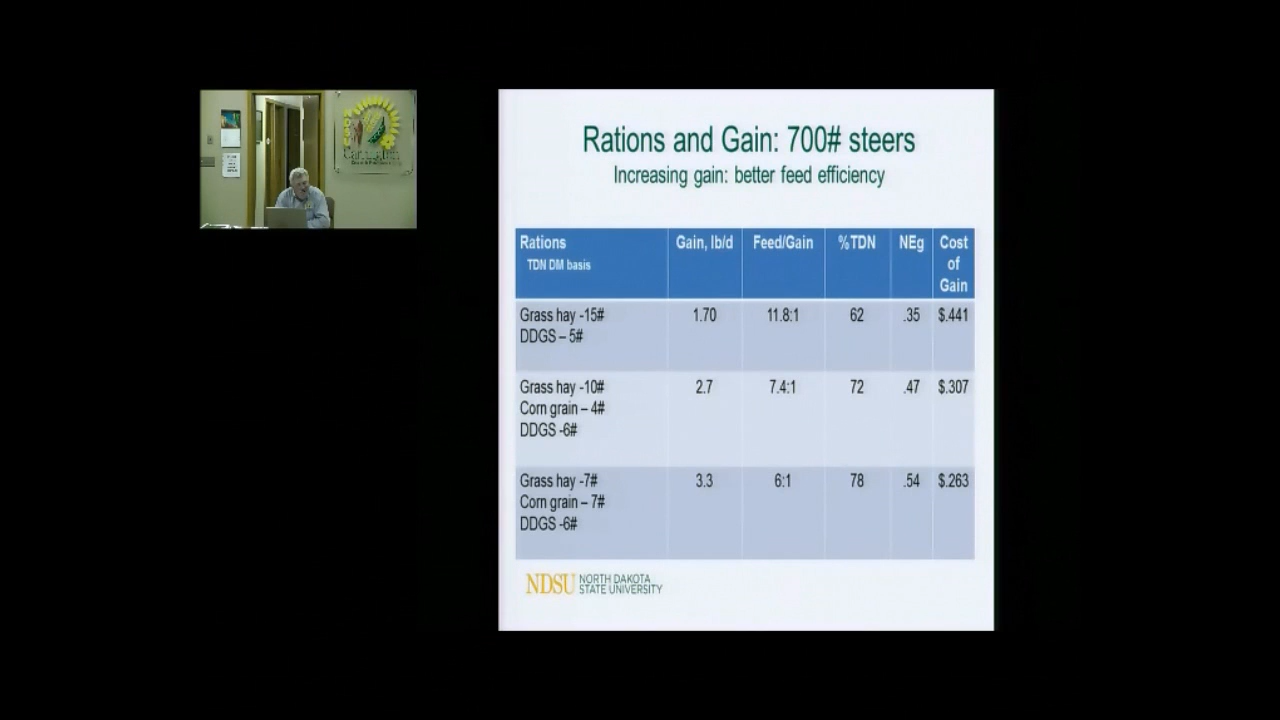 Rations and Gain: 700# steers
Increasing gain: better feed efficiency
Rations Gain, lb/d Feed/Gain %TDN NEg Cost of Gain
TDN DM basis
Grass hay -15# 1.70 11.8:1 62 .35 $.441
DDGS – 5#
Grass hay -10# 2.7 7.4:1 72 .47 $.307
Corn grain – 4#
DDGS -6#
Grass hay -7# 3.3 6:1 78 .54 $.263
Corn grain – 7#
DDGS -6#
NDSU NORTH DAKOTA
STATE UNIVERSITY